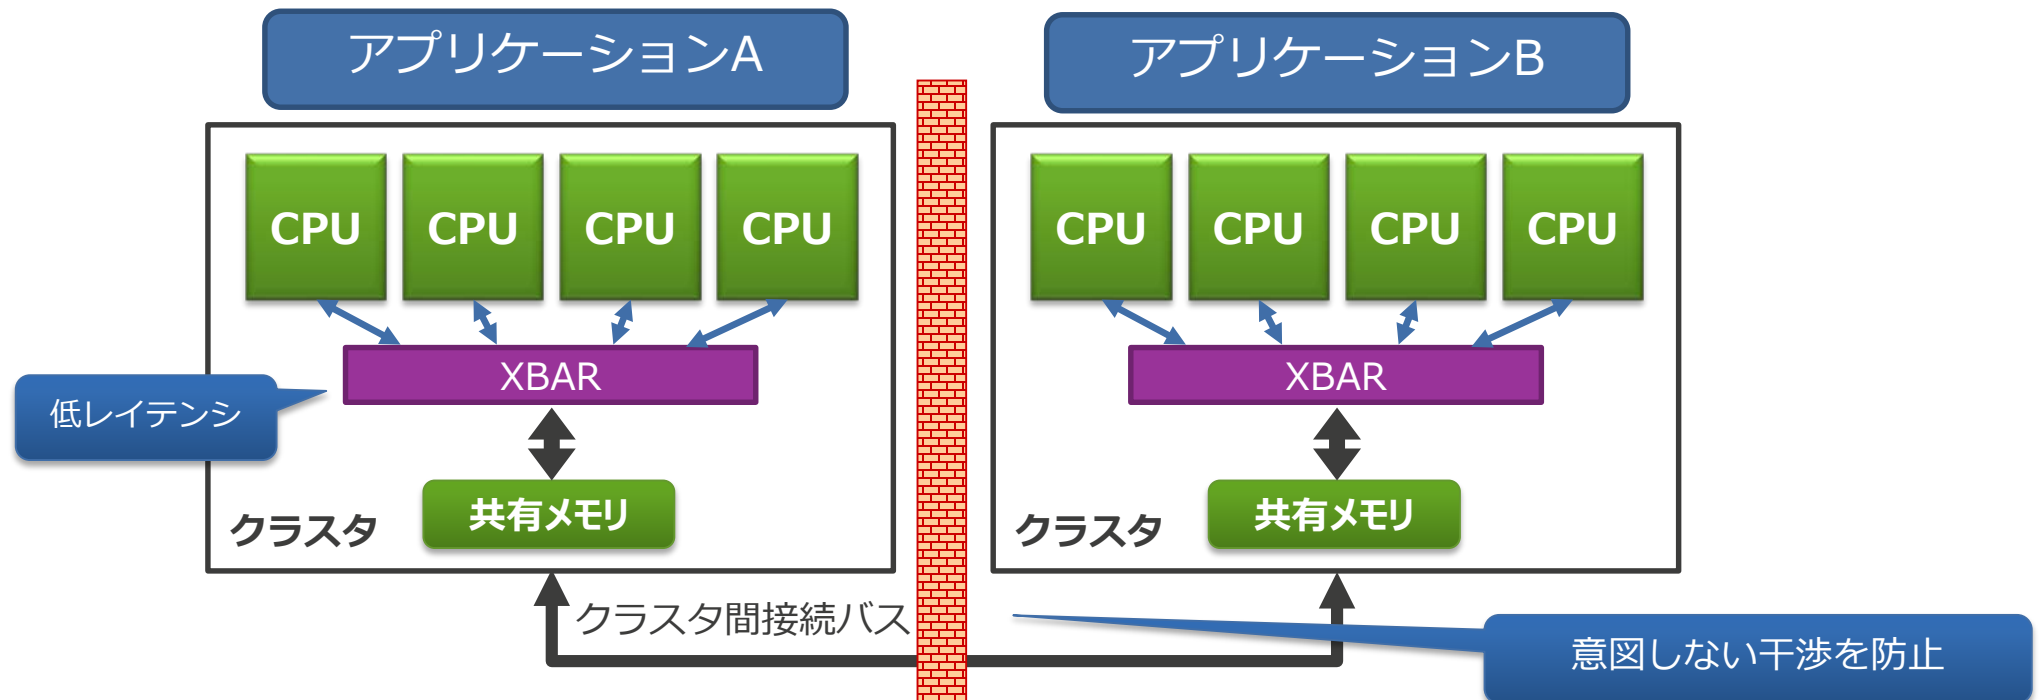 アプリケーションA
アプリケーションB
CPU
CPU
CPU
CPU
CPU
CPU
CPU
CPU
XBAR
XBAR
低レイテンシ
共有メモリ
共有メモリ
クラスタ
クラスタ
クラスタ間接続バス
意図しない干渉を防止